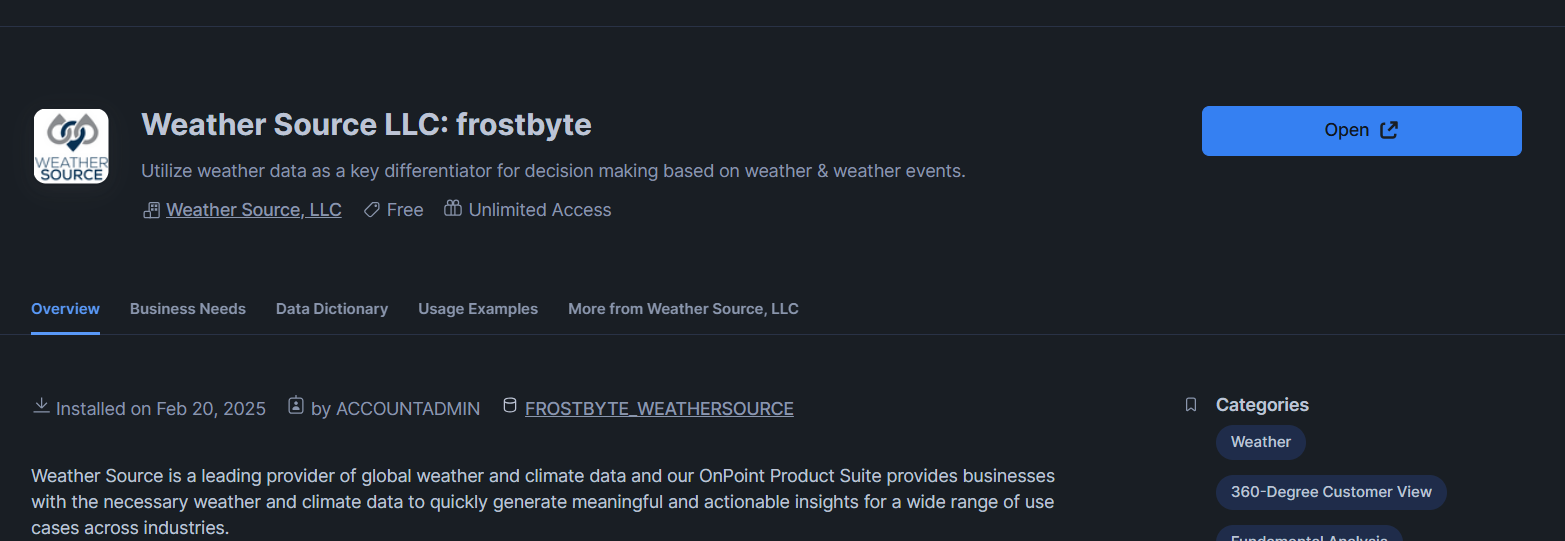 WEATHER
SOURCE
Weather Source LLC: frostbyte
Utilize weather data as a key differentiator for decision making based on weather & weather events.
Weather Source, LLC Free Unlimited Access
Open
Overview Business Needs Data Dictionary Usage Examples More from Weather Source, LLC
Installed on Feb 20, 2025 by ACCOUNTADMIN FROSTBYTE_WEATHERSOURCE
Weather Source is a leading provider of global weather and climate data and our OnPoint Product Suite provides businesses
with the necessary weather and climate data to quickly generate meaningful and actionable insights for a wide range of use
cases across industries.
Categories
Weather
360-Degree Customer View
Fundamental Analysis